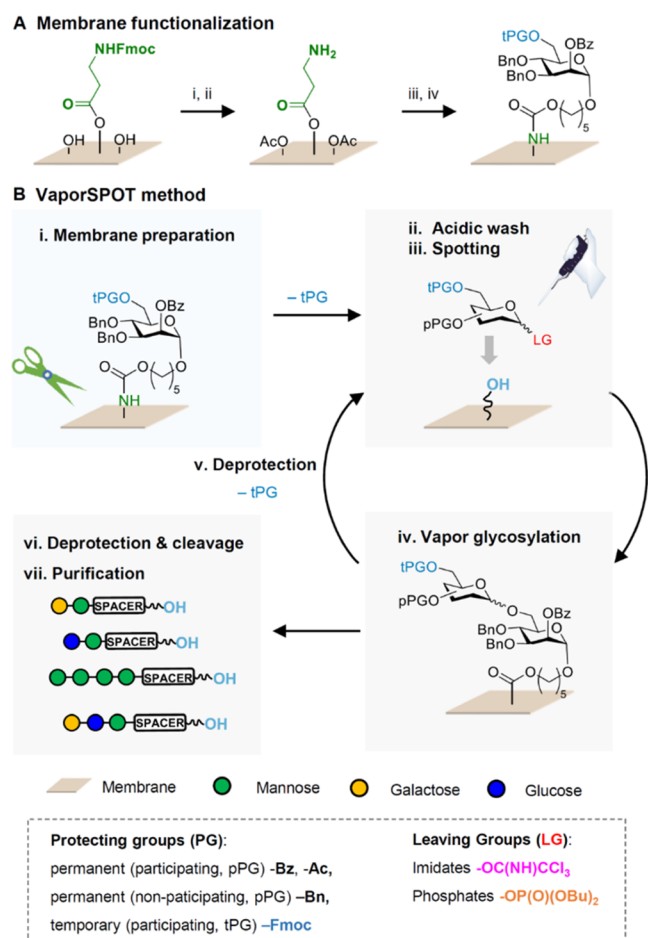 A Membrane functionalization
NHFmoc
O
O
OH
OH
i, ii
NH₂
O
O
AcO
OAc
iii, iv
tPGO
OBz
BnO
O
BnO
O
O
O
5
NH
B VaporSPOT method
i. Membrane preparation
tPGO
OBz
BnO
O
BnO
O
O
O
5
NH
– tPG
ii. Acidic wash
iii. Spotting
tPGO
O
pPGO
LG
OH
v. Deprotection
– tPG
iv. Vapor glycosylation
tPGO
O
pPGO
O
OBz
BnO
O
BnO
O
O
O
5
vi. Deprotection & cleavage
vii. Purification
SPACER OH
SPACER OH
SPACER OH
SPACER OH
Membrane Mannose Galactose Glucose
Protecting groups (PG):
permanent (participating, pPG) -Bz, -Ac,
permanent (non-paticipating, pPG) –Bn,
temporary (participating, tPG) –Fmoc
Leaving Groups (LG):
Imidates -OC(NH)CCl₃
Phosphates -OP(O)(OBu)₂